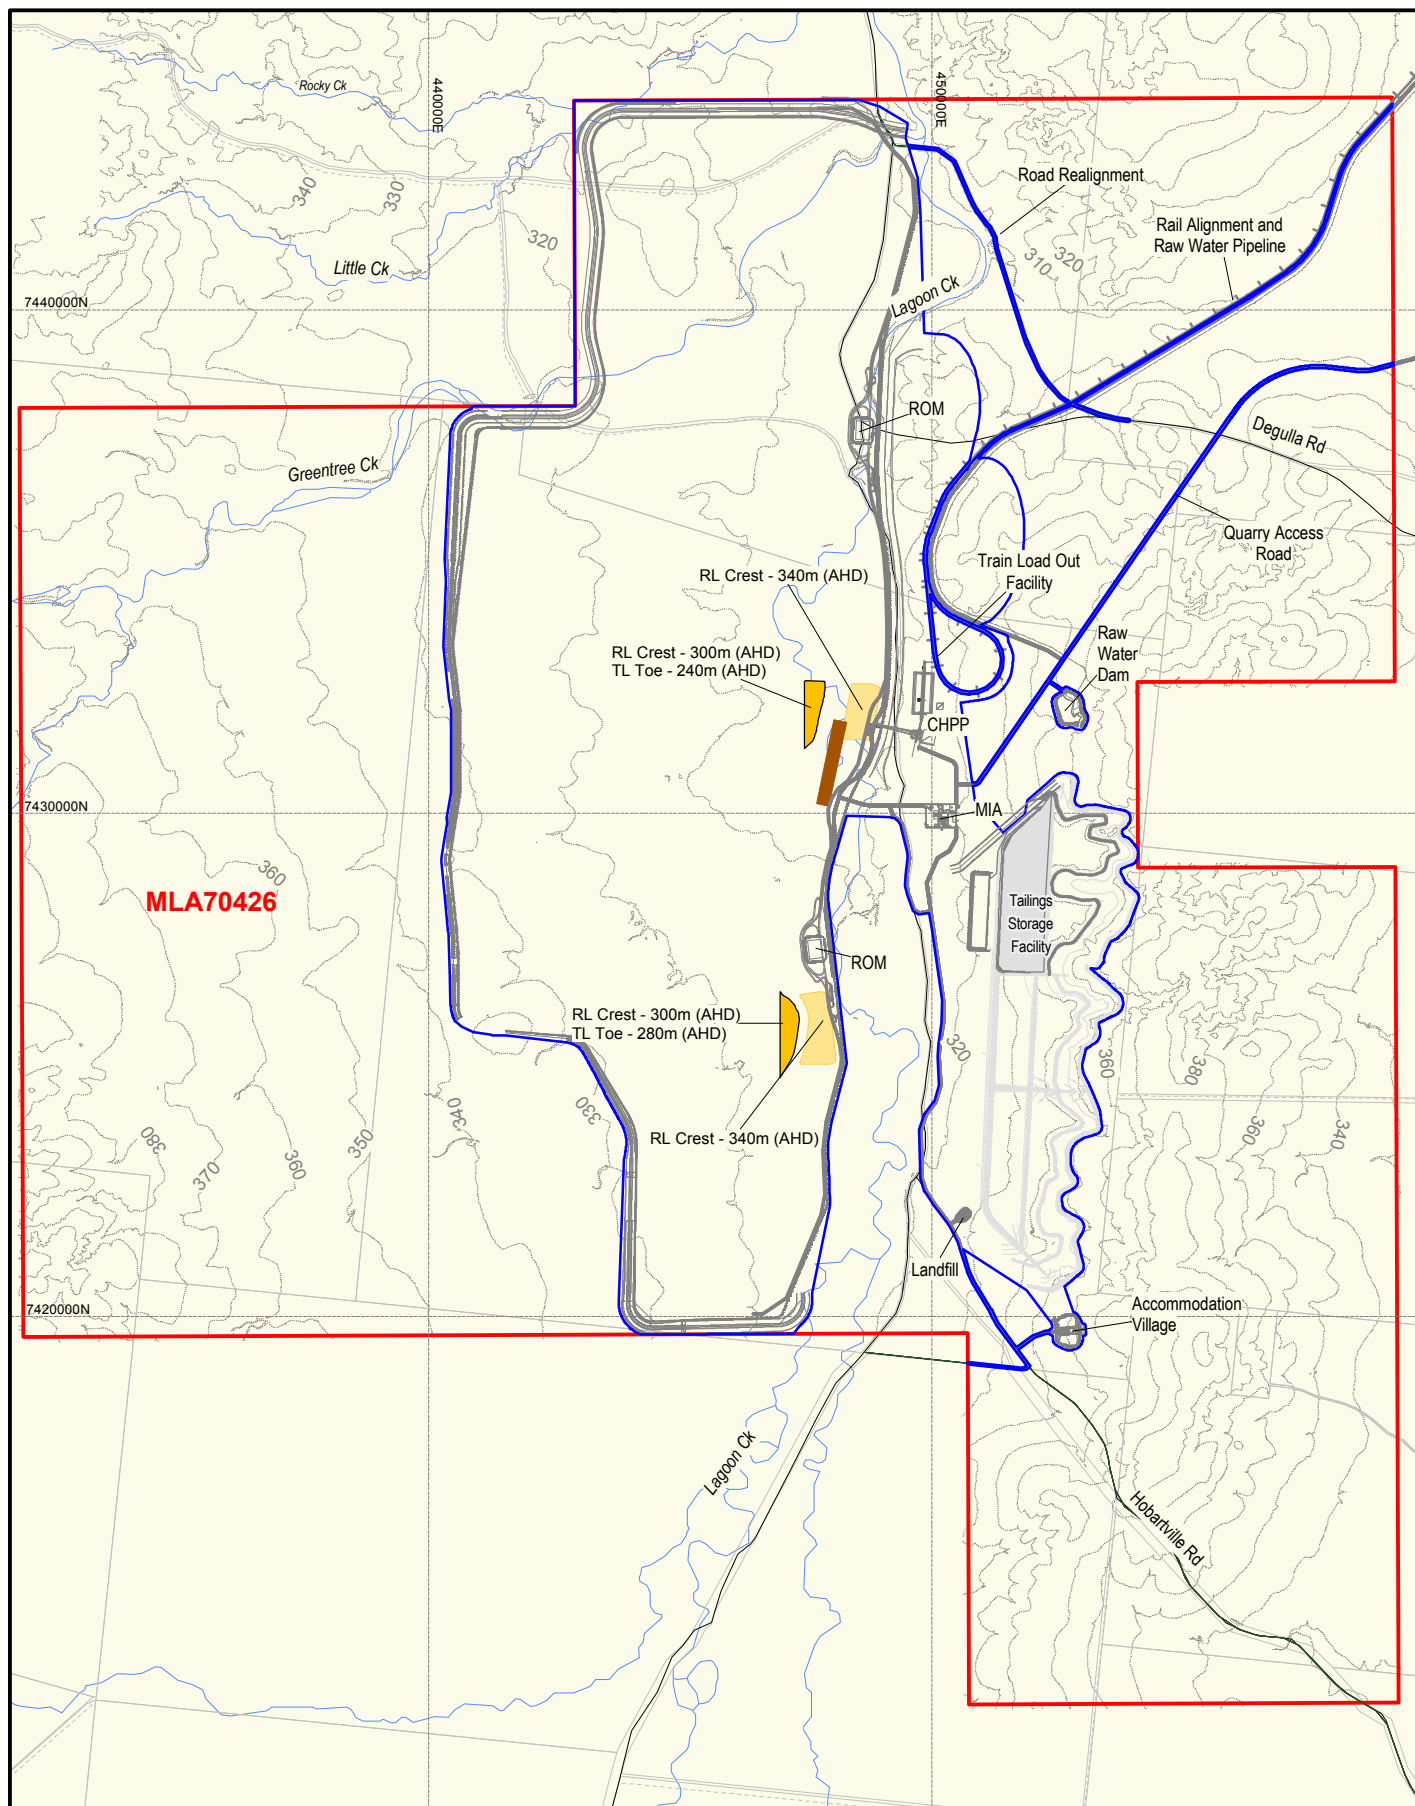 Rocky Ck
440000E
450000E
Road Realignment
340
330
320
Rail Alignment and
Raw Water Pipeline
310
320
Little Ck
Lagoon Ck
7440000N
ROM
Degulla Rd
Greentree Ck
Quarry Access
Road
Train Load Out
Facility
RL Crest - 340m (AHD)
RL Crest - 300m (AHD)
TL Toe - 240m (AHD)
Raw
Water
Dam
CHPP
7430000N
MIA
360
MLA70426
Tailings
Storage
Facility
ROM
RL Crest - 300m (AHD)
TL Toe - 280m (AHD)
320
360
380
340
330
RL Crest - 340m (AHD)
380
370
360
350
360
340
Landfill
7420000N
Accommodation
Village
Lagoon Ck
Hobartville Rd